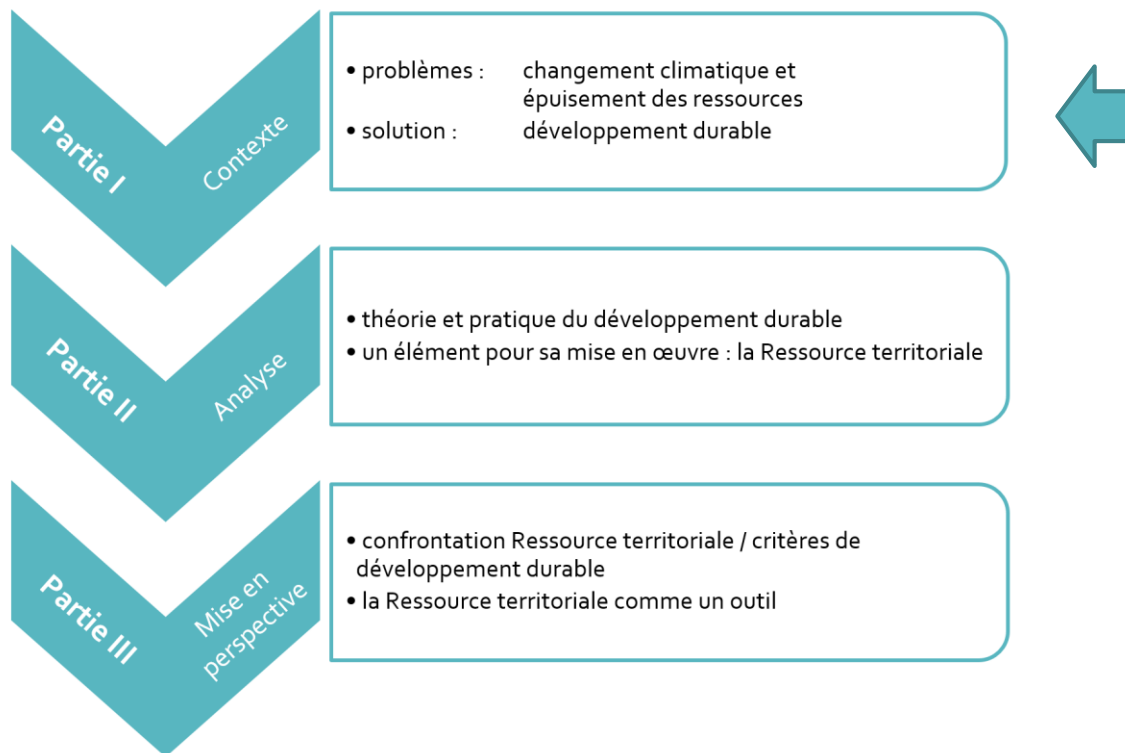 Partie I
Contexte
• problèmes : changement climatique et
épuisement des ressources
• solution : développement durable
Partie II
Analyse
• théorie et pratique du développement durable
• un élément pour sa mise en œuvre : la Ressource territoriale
Partie III
Mise en
perspective
• confrontation Ressource territoriale / critères de
développement durable
• la Ressource territoriale comme un outil